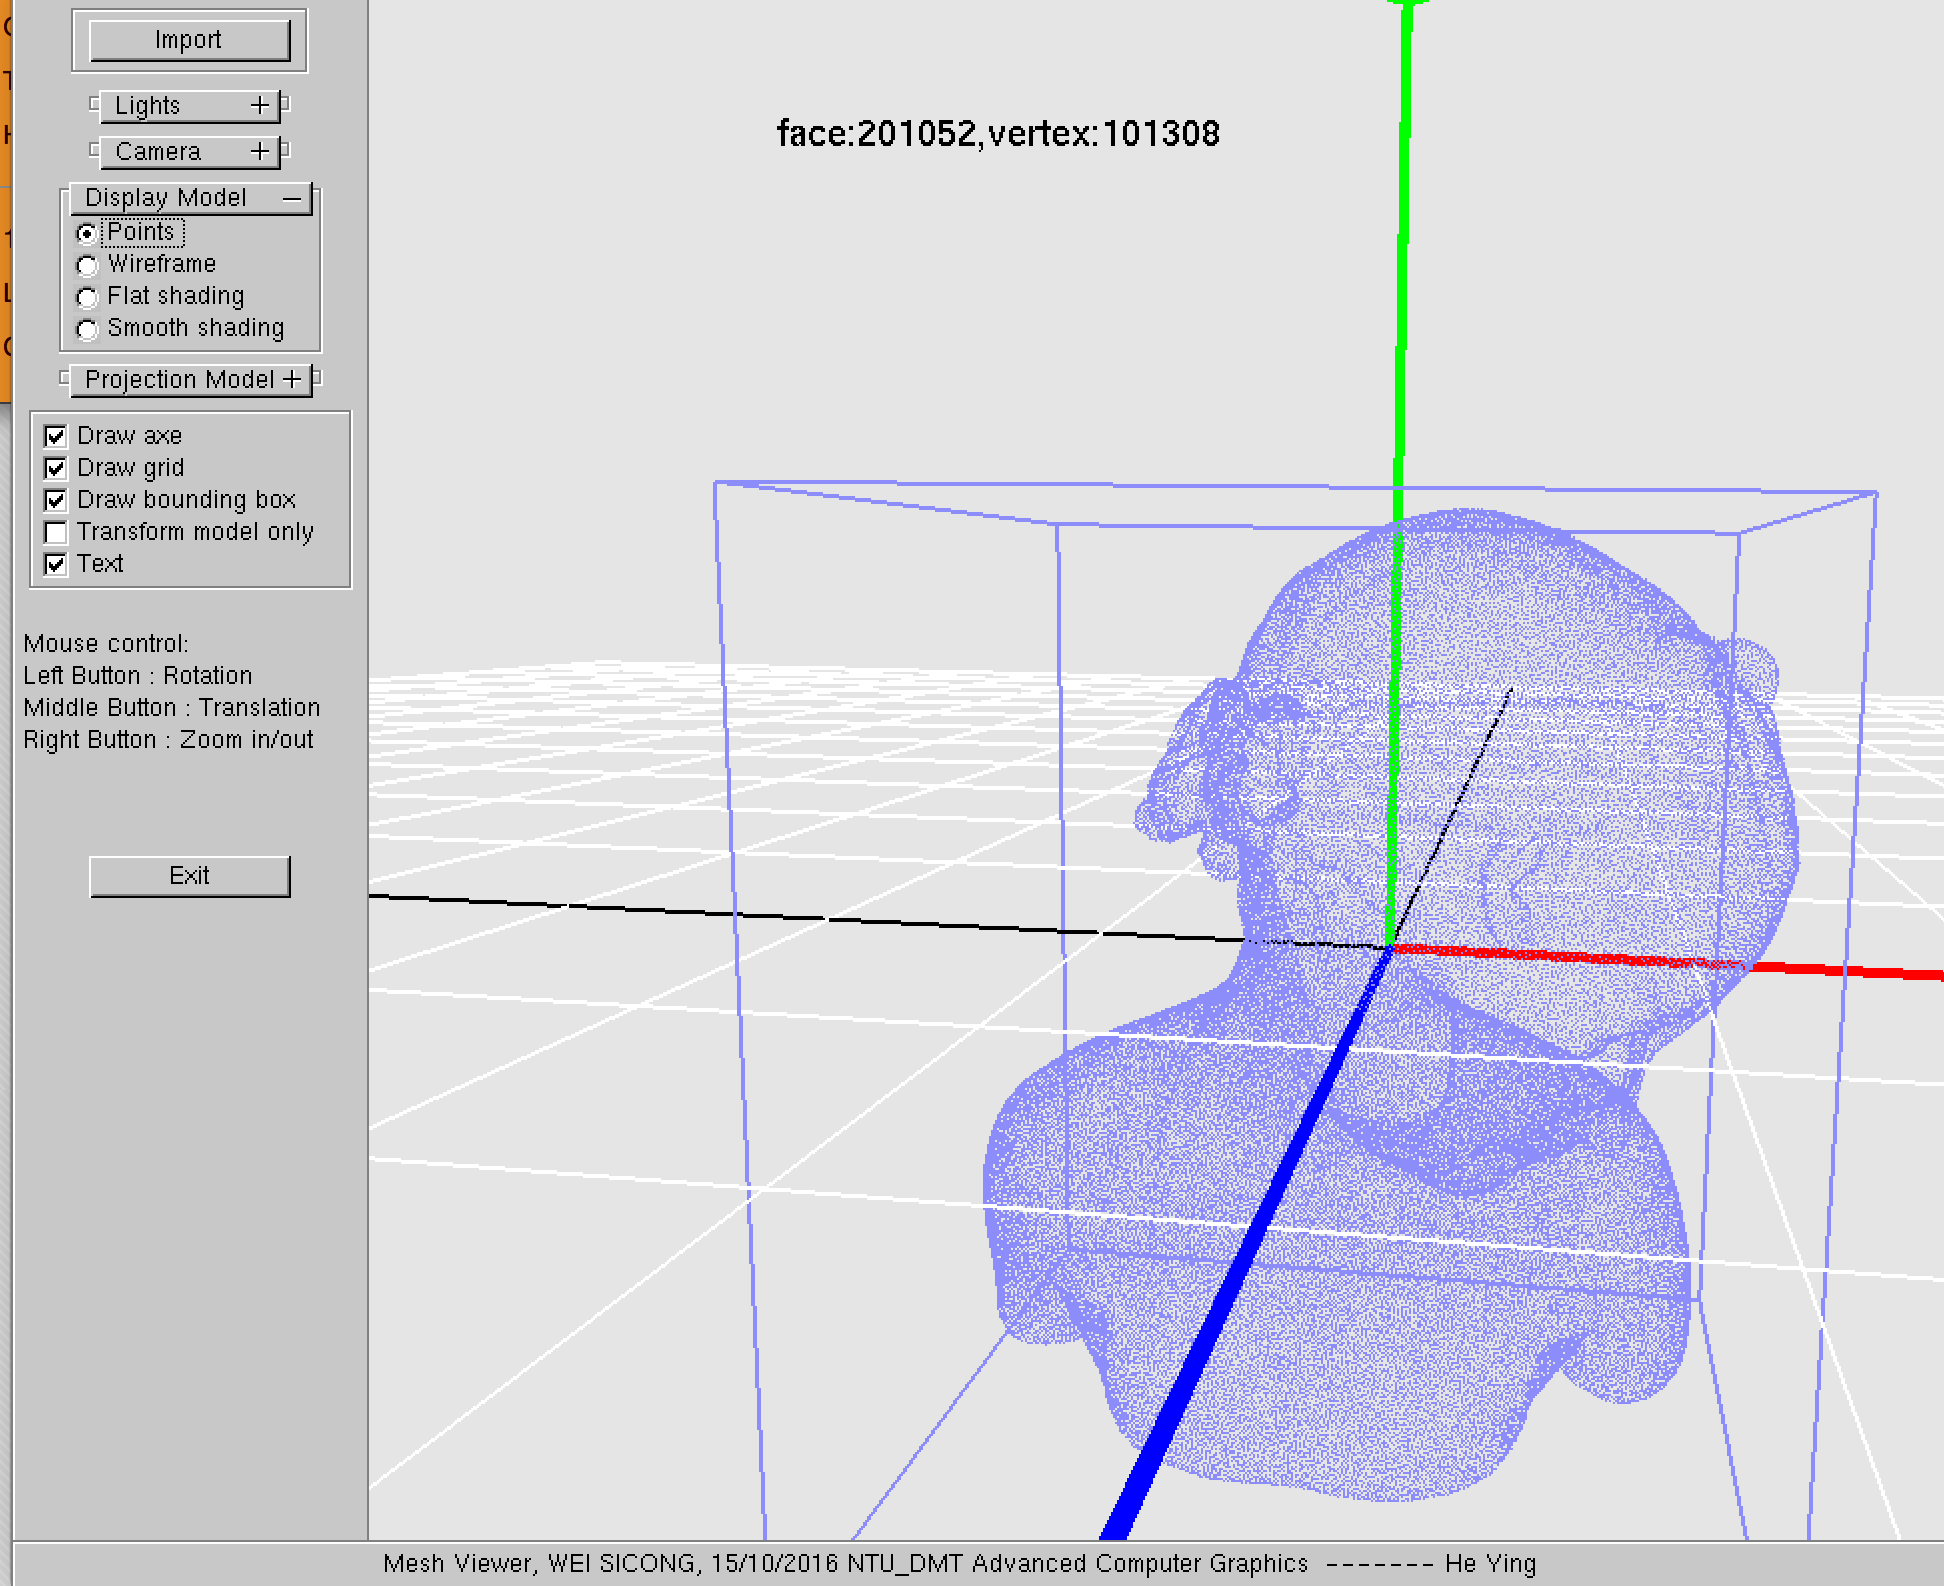 Import
Lights +
Camera +
Display Model −
Points
Wireframe
Flat shading
Smooth shading
Projection Model +
Draw axe
Draw grid
Draw bounding box
Transform model only
Text
Mouse control:
Left Button : Rotation
Middle Button : Translation
Right Button : Zoom in/out
Exit
face:201052,vertex:101308
Mesh Viewer, WEI SICONG, 15/10/2016 NTU_DMT Advanced Computer Graphics ------- He Ying